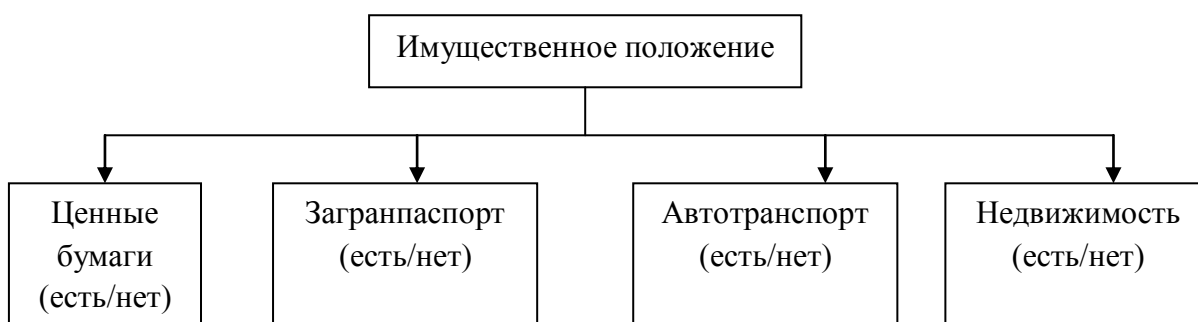 Имущественное положение
Ценные
бумаги
(есть/нет)
Загранпаспорт
(есть/нет)
Автотранспорт
(есть/нет)
Недвижимость
(есть/нет)